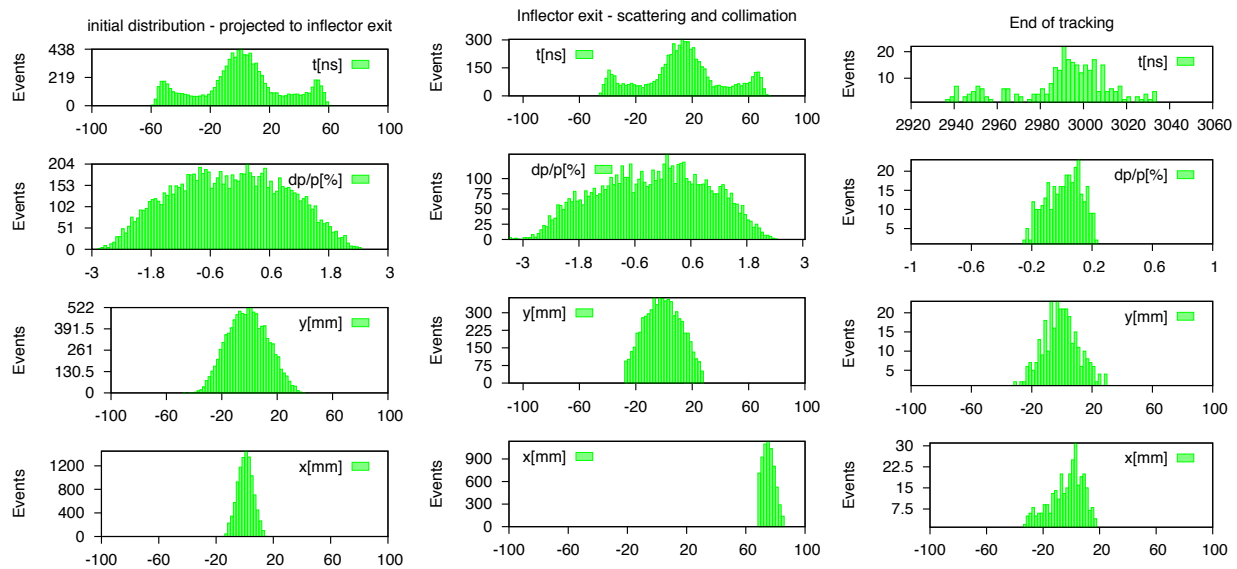 initial distribution - projected to inflector exit
Events
438
219
0
t[ns]
-100 -60 -20 20 60 100
Events
204
153
102
51
0
dp/p[%]
-3 -1.8 -0.6 0.6 1.8 3
Events
522
391.5
261
130.5
0
y[mm]
-100 -60 -20 20 60 100
Events
1200
800
400
0
x[mm]
-100 -60 -20 20 60 100
Inflector exit - scattering and collimation
Events
300
150
0
t[ns]
-100 -60 -20 20 60 100
Events
100
75
50
25
0
dp/p[%]
-3 -1.8 -0.6 0.6 1.8 3
Events
300
225
150
75
0
y[mm]
-100 -60 -20 20 60 100
Events
900
600
300
0
x[mm]
-100 -60 -20 20 60 100
End of tracking
Events
20
10
t[ns]
2920 2940 2960 2980 3000 3020 3040 3060
Events
20
15
10
5
dp/p[%]
-1 -0.6 -0.2 0.2 0.6 1
Events
20
15
10
5
y[mm]
-100 -60 -20 20 60 100
Events
30
22.5
15
7.5
x[mm]
-100 -60 -20 20 60 100